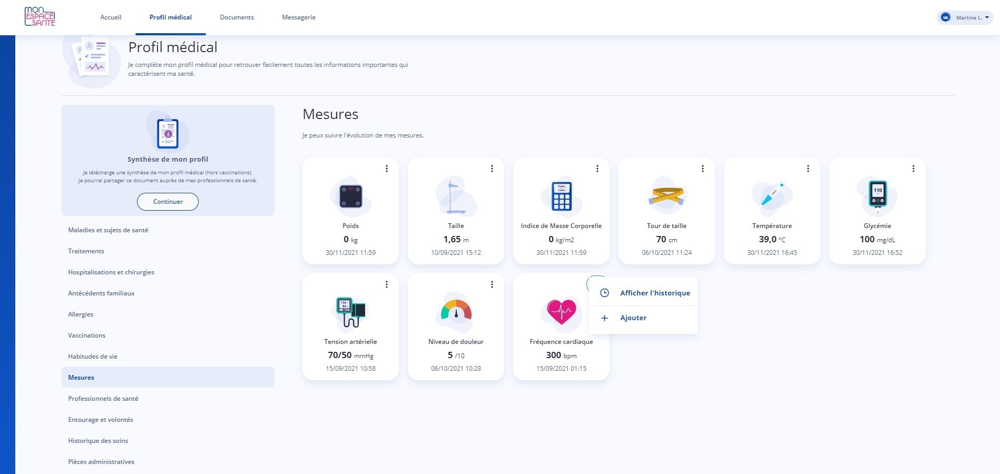 MON
ESPACE
SANTÉ
Accueil
Profil médical
Documents
Messagerie
ML
Martine L.
Profil médical
Je complète mon profil médical pour retrouver facilement toutes les informations importantes qui
caractérisent ma santé.
Synthèse de mon profil
Je télécharge une synthèse de mon profil médical (hors vaccinations).
Je pourrai partager ce document auprès de mes professionnels de santé.
Continuer
Maladies et sujets de santé
Traitements
Hospitalisations et chirurgies
Antécédents familiaux
Allergies
Vaccinations
Habitudes de vie
Mesures
Professionnels de santé
Entourage et volontés
Historique des soins
Pièces administratives
Mesures
Je peux suivre l'évolution de mes mesures.
Poids
0 kg
30/11/2021 11:59
Taille
1,65 m
10/09/2021 15:12
Poids..
Taille..
Indice de Masse Corporelle
0 kg/m2
30/11/2021 11:59
Tour de taille
70 cm
06/10/2021 11:24
Température
39,0 °C
30/11/2021 16:45
110
Glycémie
100 mg/dL
30/11/2021 16:52
134
84
Tension artérielle
70/50 mmHg
15/09/2021 10:58
Niveau de douleur
5 /10
06/10/2021 10:28
Fréquence cardiaque
300 bpm
15/09/2021 01:15
Afficher l'historique
Ajouter